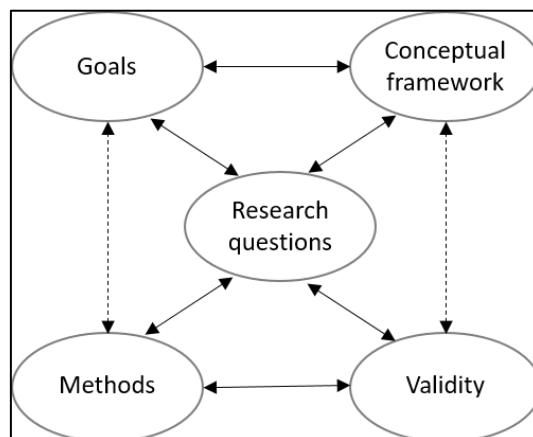 Goals
Conceptual
framework
Research
questions
Methods
Validity